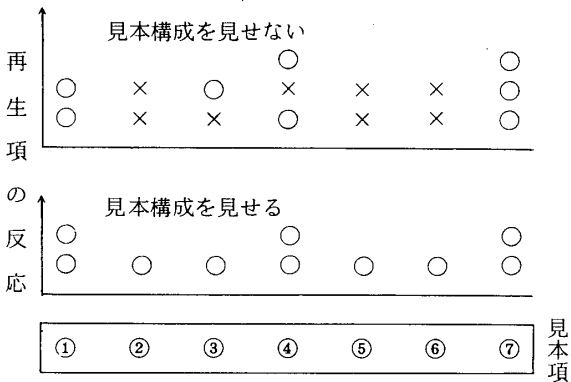 見本構成を見せない
再生項の反応
見本構成を見せる
① ② ③ ④ ⑤ ⑥ ⑦
見本項